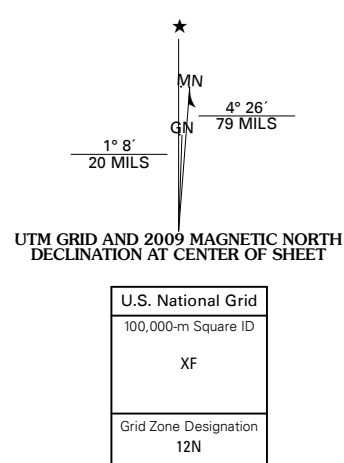 ★
MN
4° 26´
79 MILS
GN
1° 8´
20 MILS
UTM GRID AND 2009 MAGNETIC NORTH
DECLINATION AT CENTER OF SHEET
U.S. National Grid
100,000-m Square ID
XF
Grid Zone Designation
12N